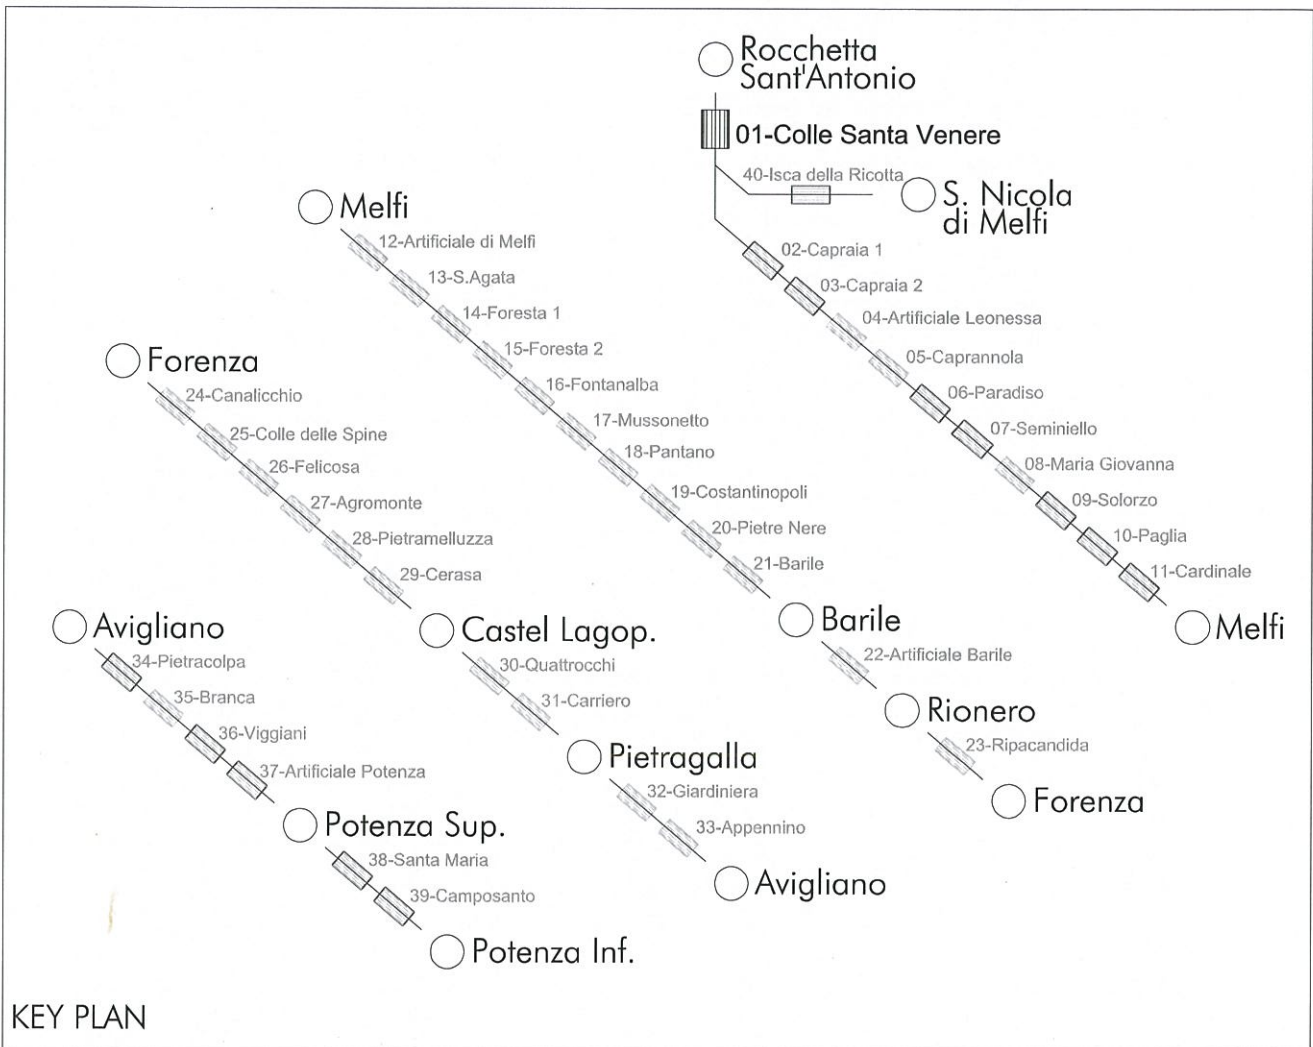 Rocchetta
Sant'Antonio
01-Colle Santa Venere
40-Isca della Ricotta
S. Nicola
di Melfi
02-Capraia 1
03-Capraia 2
04-Artificiale Leonessa
05-Caprannola
06-Paradiso
07-Seminiello
08-Maria Giovanna
09-Solorzo
10-Paglia
11-Cardinale
Melfi
Melfi
12-Artificiale di Melfi
13-S.Agata
14-Foresta 1
15-Foresta 2
16-Fontanalba
17-Mussonetto
18-Pantano
19-Costantinopoli
20-Pietre Nere
21-Barile
Barile
22-Artificiale Barile
Rionero
23-Ripacandida
Forenza
Forenza
24-Canalicchio
25-Colle delle Spine
26-Felicosa
27-Agromonte
28-Pietramelluzza
29-Cerasa
Castel Lagop.
30-Quattrocchi
31-Carriero
Pietragalla
32-Giardiniera
33-Appennino
Avigliano
Avigliano
34-Pietracolpa
35-Branca
36-Viggiani
37-Artificiale Potenza
Potenza Sup.
38-Santa Maria
39-Camposanto
Potenza Inf.
KEY PLAN